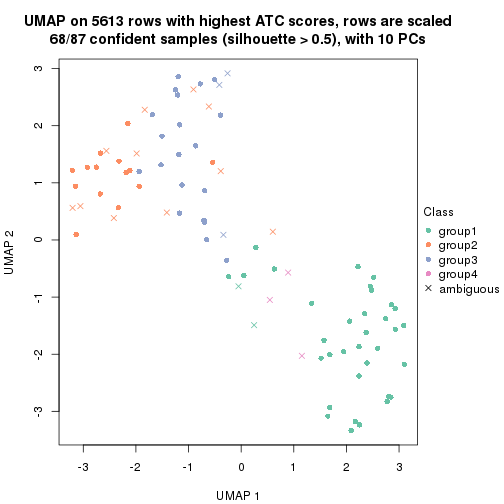 UMAP on 5613 rows with highest ATC scores, rows are scaled
68/87 confident samples (silhouette > 0.5), with 10 PCs
3
2
1
0
-1
-2
-3
UMAP 2
-3
-2
-1
0
1
2
3
UMAP 1
Class
group1
group2
group3
group4
ambiguous